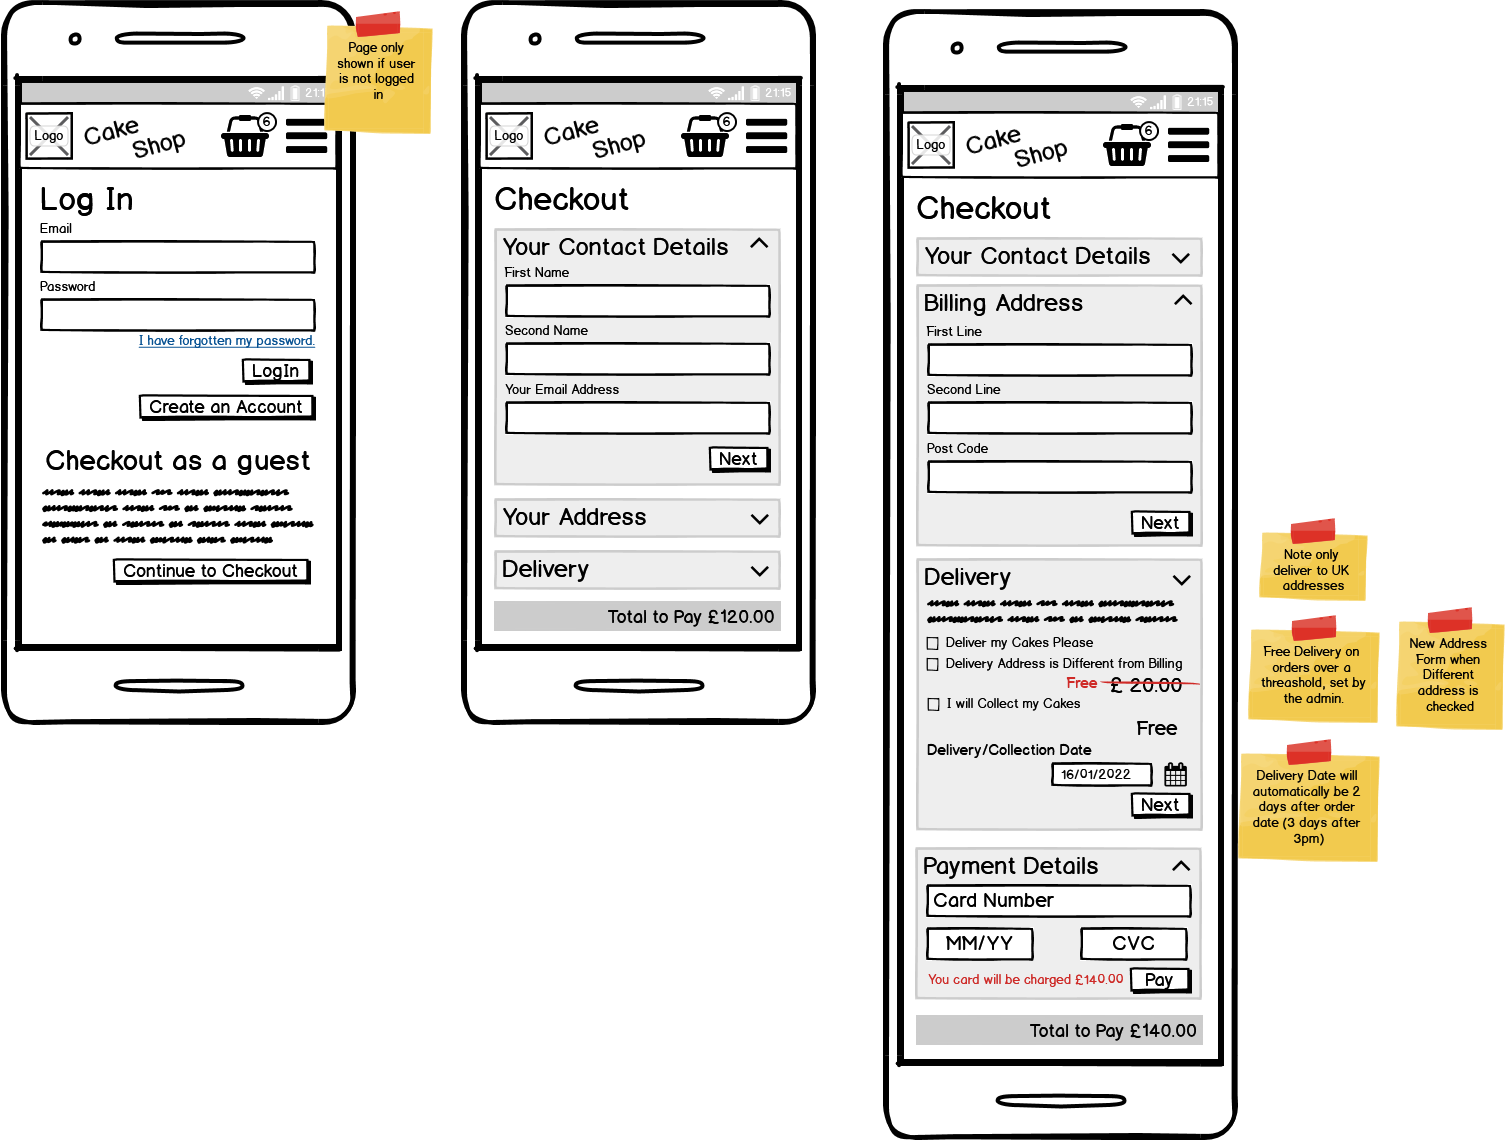 Page only
shown if user
is not logged
in
Logo
Cake
Shop
6
Log In
Email
Password
I have forgotten my password.
LogIn
Create an Account
Checkout as a guest
Continue to Checkout
21:15
Logo
Cake
Shop
6
Checkout
Your Contact Details
First Name
Second Name
Your Email Address
Next
Your Address
Delivery
Total to Pay £120.00
21:15
Logo
Cake
Shop
6
Checkout
Your Contact Details
Billing Address
First Line
Second Line
Post Code
Next
Delivery
Deliver my Cakes Please
Delivery Address is Different from Billing
Free £ 20.00
I will Collect my Cakes
Free
Delivery/Collection Date
16/01/2022
Next
Payment Details
Card Number
MM/YY CVC
You card will be charged £140.00 Pay
Total to Pay £140.00
Note only
deliver to UK
addresses
Free Delivery on
orders over a
threshold, set by
the admin.
New Address
Form when
Different
address is
checked
Delivery Date will
automatically be 2
days after order
date (3 days after
3pm)